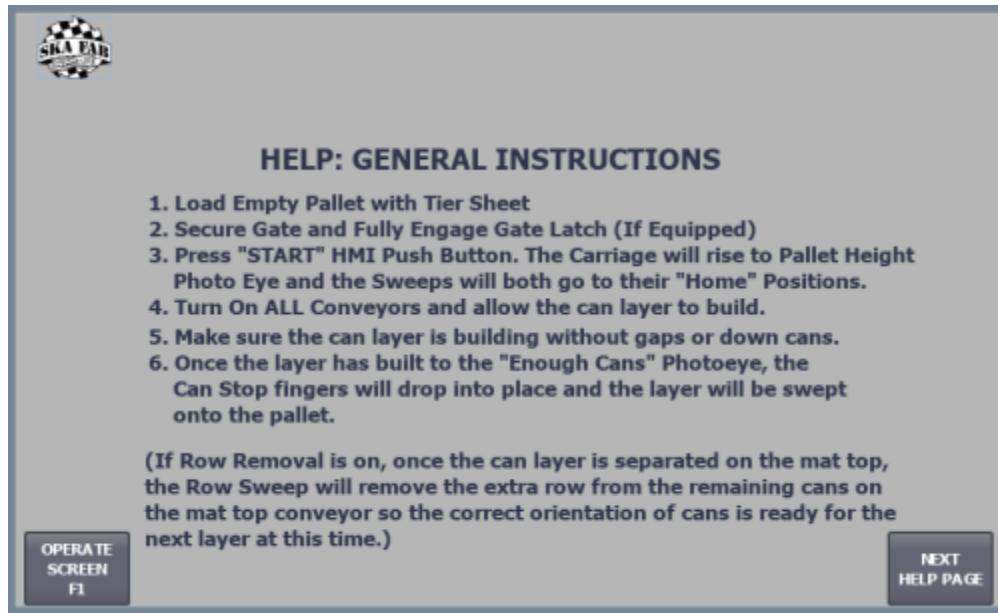 SKA FAB
HELP: GENERAL INSTRUCTIONS
1. Load Empty Pallet with Tier Sheet
2. Secure Gate and Fully Engage Gate Latch (If Equipped)
3. Press "START" HMI Push Button. The Carriage will rise to Pallet Height
Photo Eye and the Sweeps will both go to their "Home" Positions.
4. Turn On ALL Conveyors and allow the can layer to build.
5. Make sure the can layer is building without gaps or down cans.
6. Once the layer has built to the "Enough Cans" Photoeye, the
Can Stop fingers will drop into place and the layer will be swept
onto the pallet.
(If Row Removal is on, once the can layer is separated on the mat top,
the Row Sweep will remove the extra row from the remaining cans on
the mat top conveyor so the correct orientation of cans is ready for the
next layer at this time.)
OPERATE
SCREEN
F1
NEXT
HELP PAGE